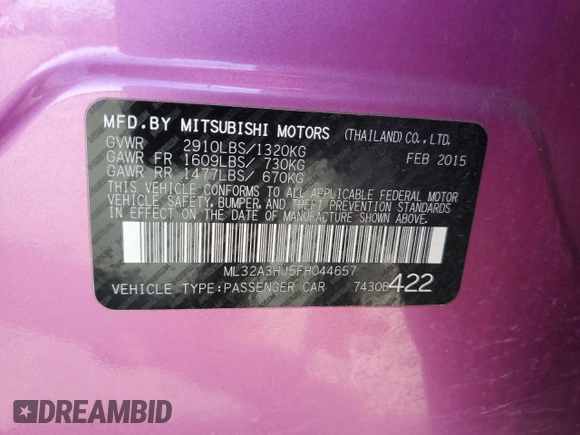 MFD.BY MITSUBISHI MOTORS (THAILAND) CO.,LTD.
GVWR 2910LBS/1320KG FEB 2015
GAWR FR 1609LBS/ 730KG
GAWR RR 1477LBS/ 670KG
THIS VEHICLE CONFORMS TO ALL APPLICABLE FEDERAL MOTOR
VEHICLE SAFETY, BUMPER, AND THEFT PREVENTION STANDARDS
IN EFFECT ON THE DATE OF MANUFACTURE SHOWN ABOVE.
ML32A3HJ5FH044657
VEHICLE TYPE:PASSENGER CAR 7430B422
DREAMBID